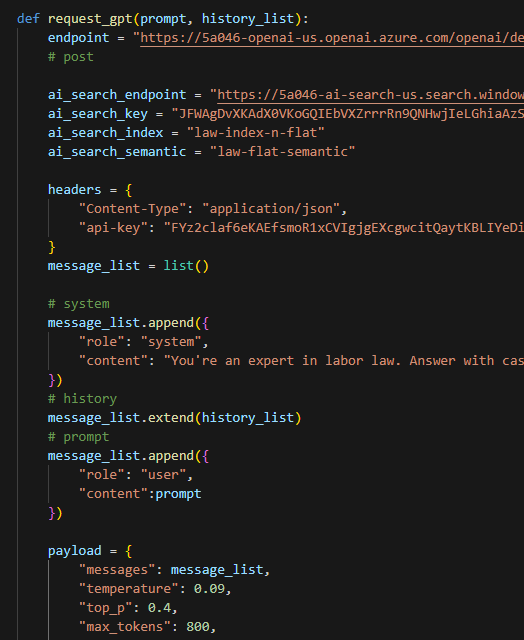 def request_gpt(prompt, history_list):
endpoint = "https://5a046-openai-us.openai.azure.com/openai/de
# post
ai_search_endpoint = "https://5a046-ai-search-us.search.window
ai_search_key = "JFWAgDvxKAdX0VKoGQIEbVXZrrrRn9QNHwjIeLGhiaAzS
ai_search_index = "law-index-n-flat"
ai_search_semantic = "law-flat-semantic"
headers = {
"Content-Type": "application/json",
"api-key": "FYz2claf6eKAEfsmoR1xCVIgjgEXcgwcitQaytKBLIYeDi
}
message_list = list()
# system
message_list.append({
"role": "system",
"content": "You're an expert in labor law. Answer with cas
})
# history
message_list.extend(history_list)
# prompt
message_list.append({
"role": "user",
"content":prompt
})
payload = {
"messages": message_list,
"temperature": 0.09,
"top_p": 0.4,
"max_tokens": 800,